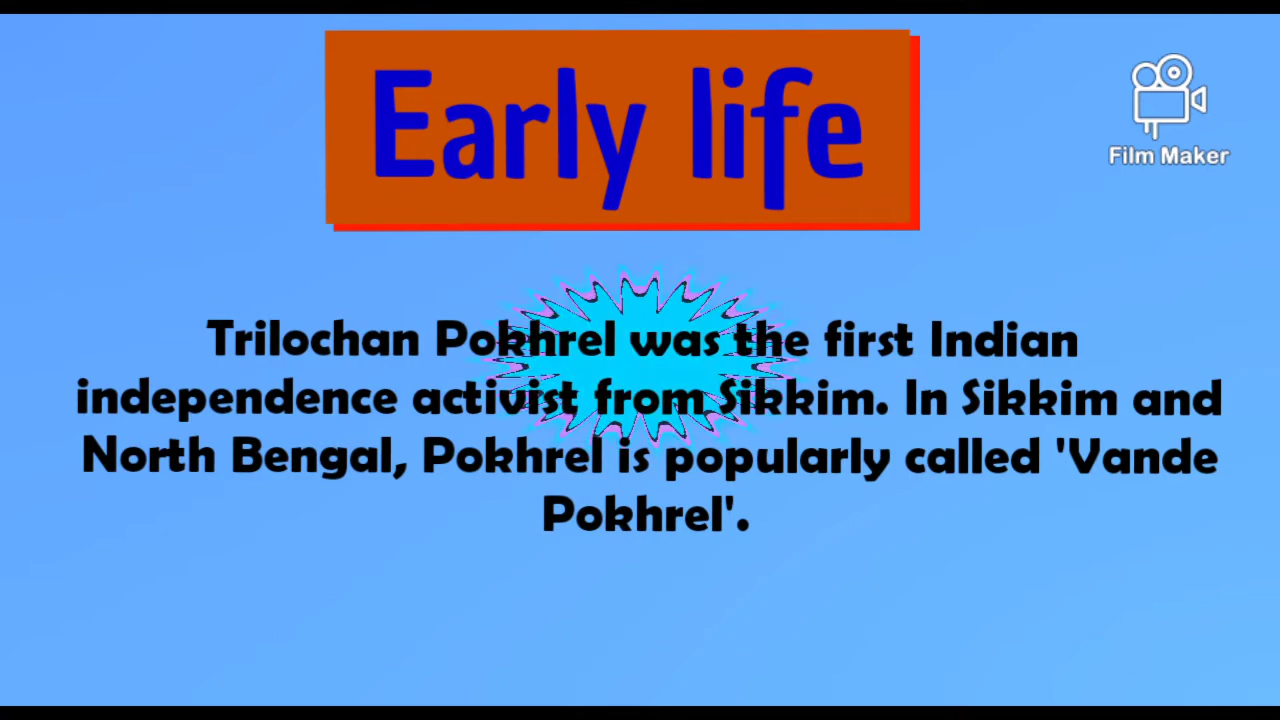 Early life
Film Maker
Trilochan Pokhrel was the first Indian
independence activist from Sikkim. In Sikkim and
North Bengal, Pokhrel is popularly called 'Vande
Pokhrel'.